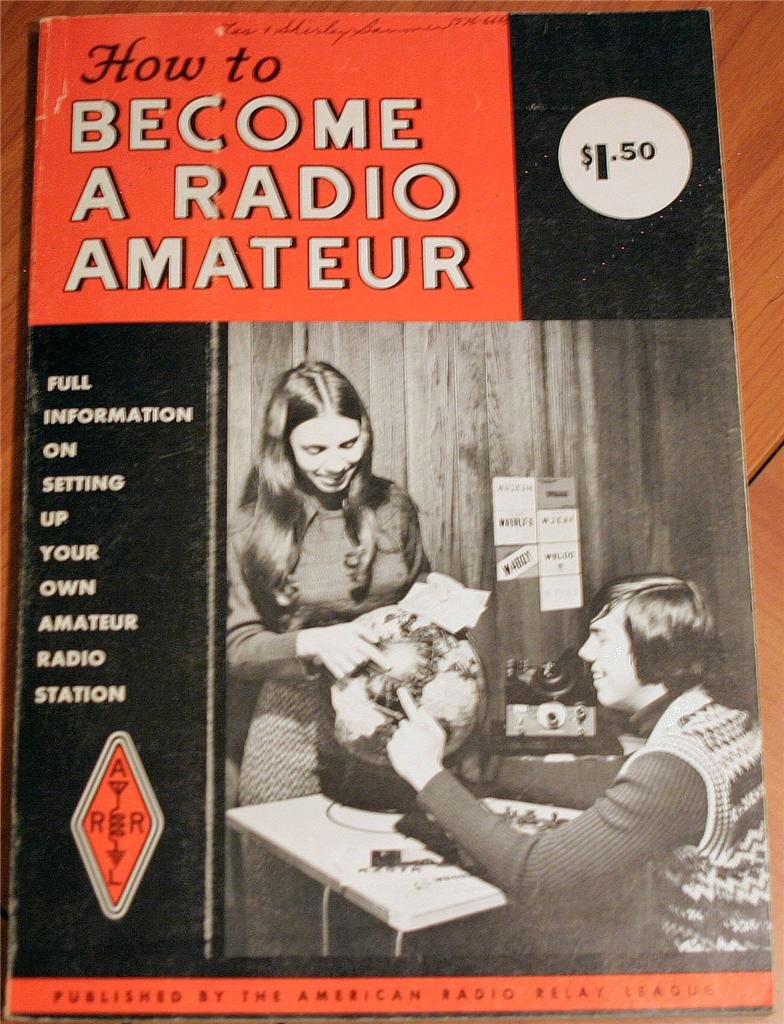 & Shirley
How to
BECOME
A RADIO
AMATEUR
$1.50
FULL
INFORMATION
ON
SETTING
UP
YOUR
OWN
AMATEUR
RADIO
STATION
A
R R
L
PUBLISHED BY THE AMERICAN RADIO RELAY LEAGUE